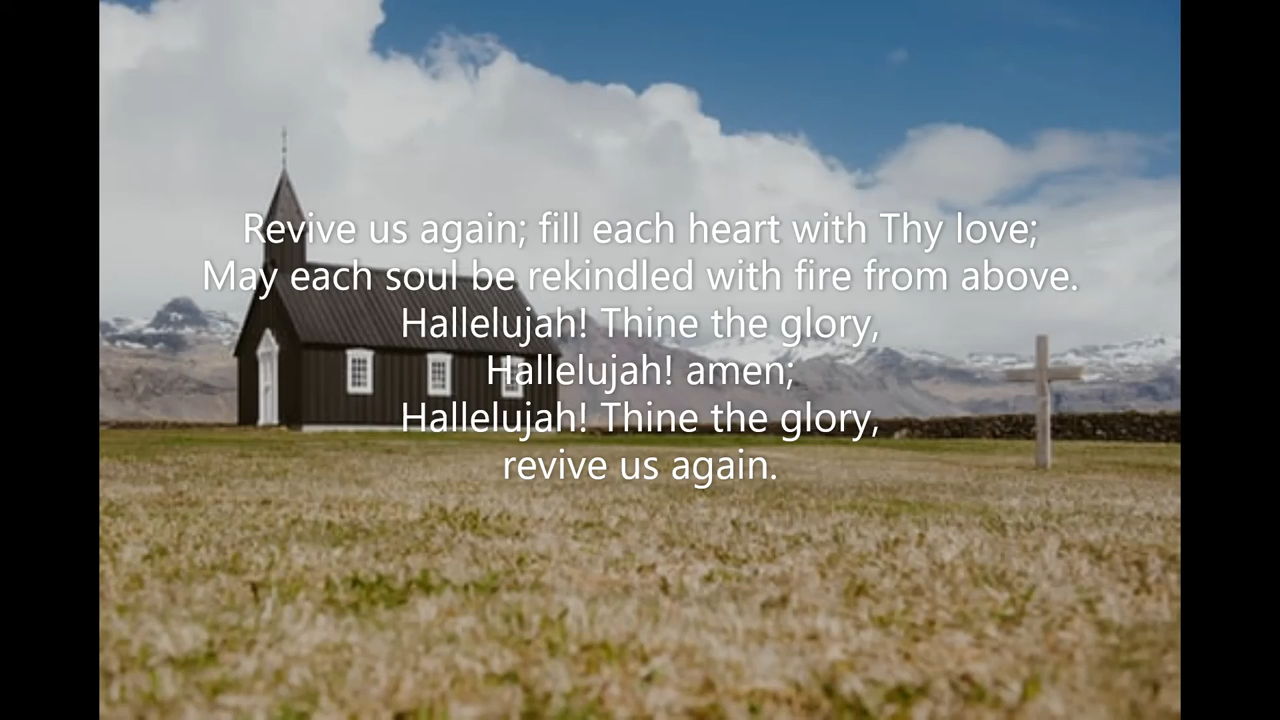 Revive us again; fill each heart with Thy love;
May each soul be rekindled with fire from above.
Hallelujah! Thine the glory,
Hallelujah! amen;
Hallelujah! Thine the glory,
revive us again.